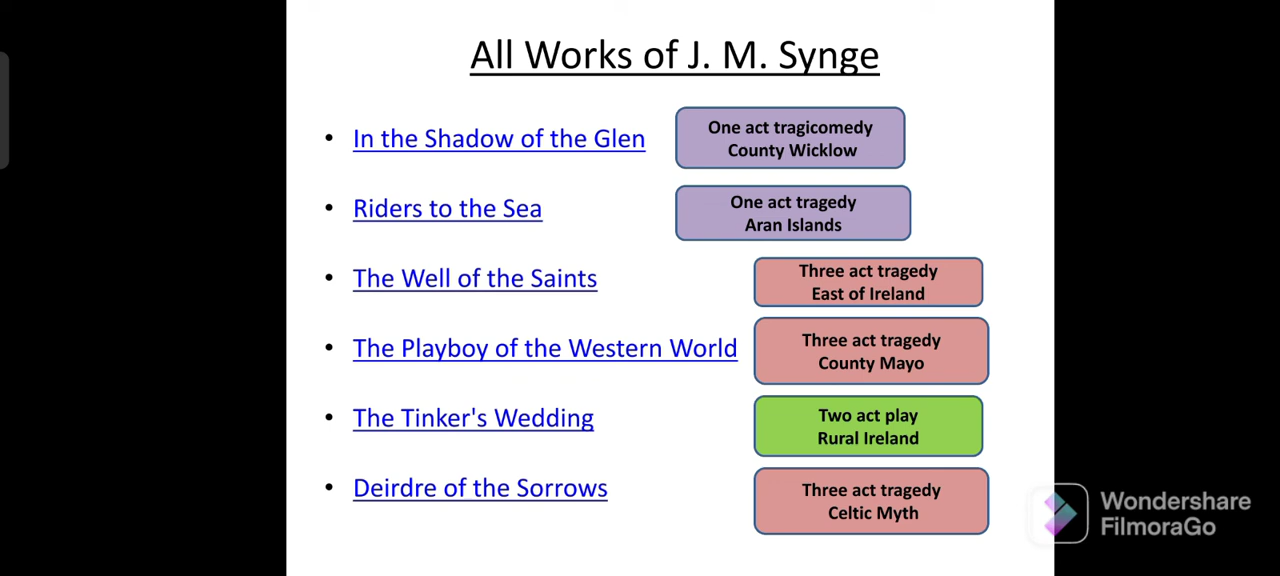 All Works of J. M. Synge
• In the Shadow of the Glen
One act tragicomedy
County Wicklow
• Riders to the Sea
One act tragedy
Aran Islands
• The Well of the Saints
Three act tragedy
East of Ireland
• The Playboy of the Western World
Three act tragedy
County Mayo
• The Tinker's Wedding
Two act play
Rural Ireland
• Deirdre of the Sorrows
Three act tragedy
Celtic Myth
Wondershare
FilmoraGo